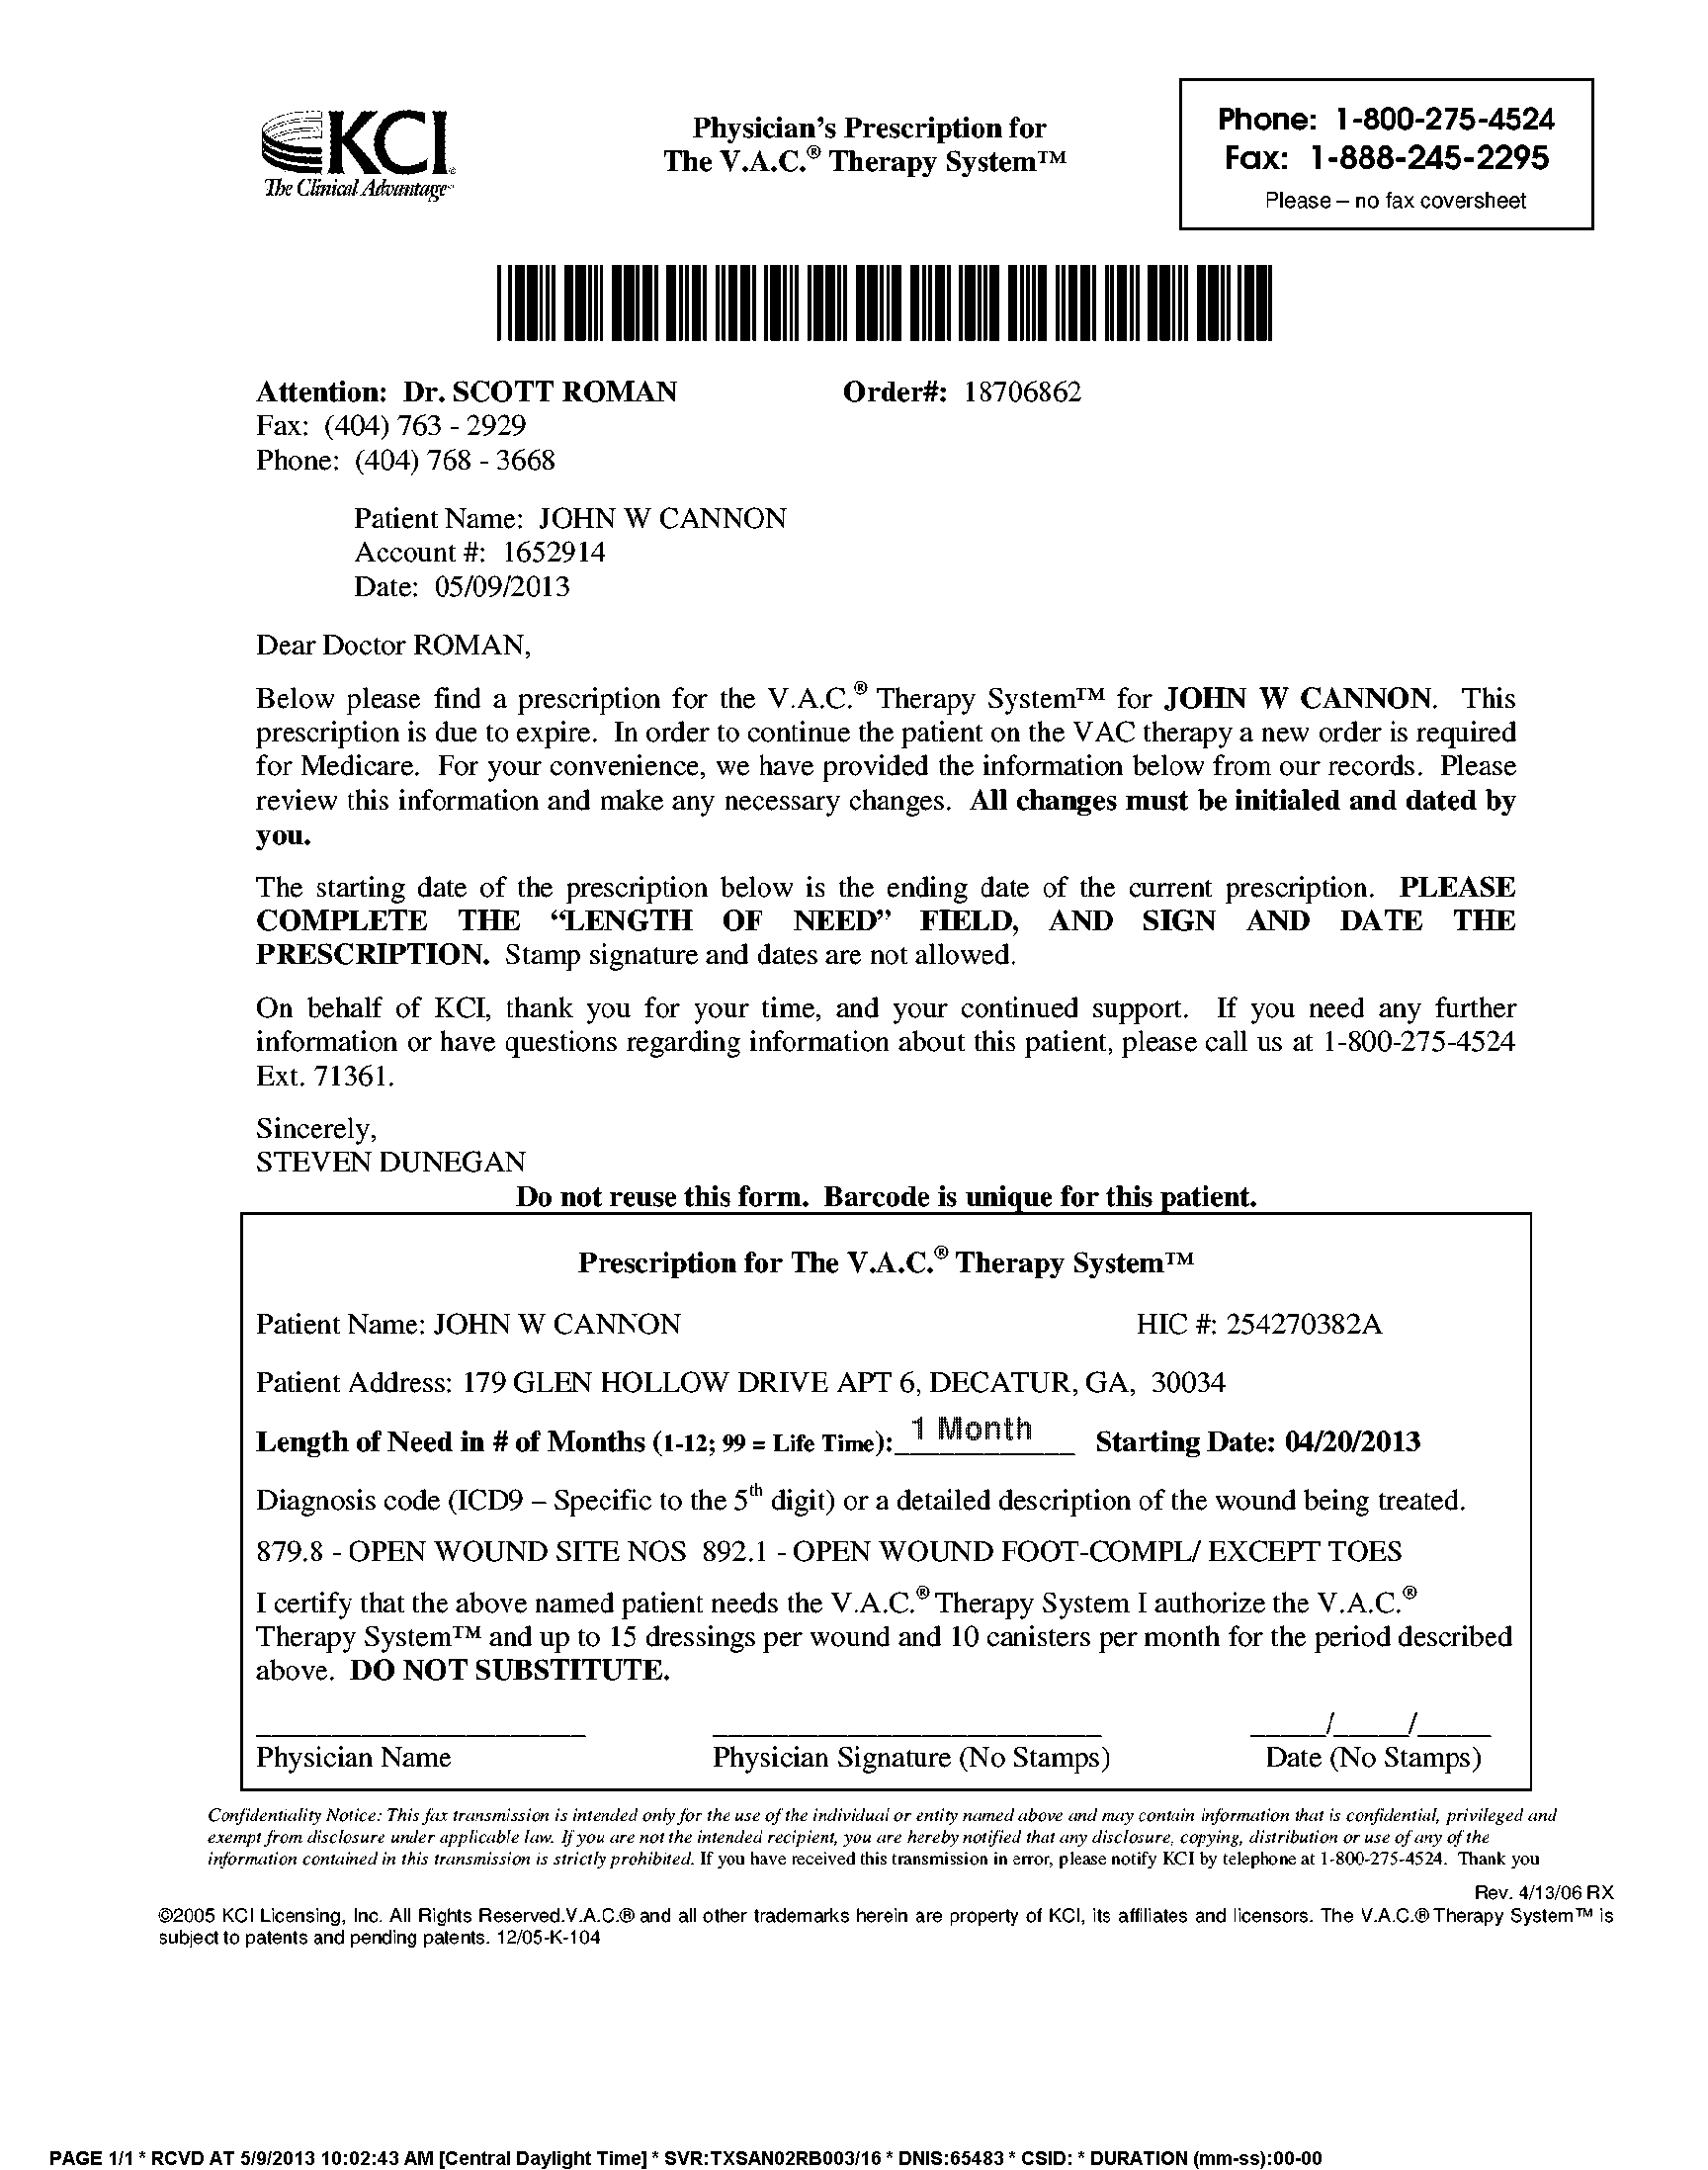 KCI
The Clinical Advantage
Physician's Prescription for
The V.A.C.® Therapy System™
Phone: 1-800-275-4524
Fax: 1-888-245-2295
Please – no fax coversheet
Attention: Dr. SCOTT ROMAN Order#: 18706862
Fax: (404) 763 - 2929
Phone: (404) 768 - 3668
Patient Name: JOHN W CANNON
Account #: 1652914
Date: 05/09/2013
Dear Doctor ROMAN,
Below please find a prescription for the V.A.C.® Therapy System™ for JOHN W CANNON. This
prescription is due to expire. In order to continue the patient on the VAC therapy a new order is required
for Medicare. For your convenience, we have provided the information below from our records. Please
review this information and make any necessary changes. All changes must be initialed and dated by
you.
The starting date of the prescription below is the ending date of the current prescription. PLEASE
COMPLETE THE “LENGTH OF NEED” FIELD, AND SIGN AND DATE THE
PRESCRIPTION. Stamp signature and dates are not allowed.
On behalf of KCI, thank you for your time, and your continued support. If you need any further
information or have questions regarding information about this patient, please call us at 1-800-275-4524
Ext. 71361.
Sincerely,
STEVEN DUNEGAN
Do not reuse this form. Barcode is unique for this patient.
Prescription for The V.A.C.® Therapy System™
Patient Name: JOHN W CANNON HIC #: 254270382A
Patient Address: 179 GLEN HOLLOW DRIVE APT 6, DECATUR, GA, 30034
Length of Need in # of Months (1-12; 99 = Life Time): 1 Month Starting Date: 04/20/2013
Diagnosis code (ICD9 – Specific to the 5th digit) or a detailed description of the wound being treated.
879.8 - OPEN WOUND SITE NOS 892.1 - OPEN WOUND FOOT-COMPL/ EXCEPT TOES
I certify that the above named patient needs the V.A.C.® Therapy System I authorize the V.A.C.®
Therapy System™ and up to 15 dressings per wound and 10 canisters per month for the period described
above. DO NOT SUBSTITUTE.
_____/_____/_____
Physician Name Physician Signature (No Stamps) Date (No Stamps)
Confidentiality Notice: This fax transmission is intended only for the use of the individual or entity named above and may contain information that is confidential, privileged and
exempt from disclosure under applicable law. If you are not the intended recipient, you are hereby notified that any disclosure, copying, distribution or use of any of the
information contained in this transmission is strictly prohibited. If you have received this transmission in error, please notify KCI by telephone at 1-800-275-4524. Thank you
Rev. 4/13/06 RX
©2005 KCI Licensing, Inc. All Rights Reserved.V.A.C.® and all other trademarks herein are property of KCI, its affiliates and licensors. The V.A.C.® Therapy System™ is
subject to patents and pending patents. 12/05-K-104
PAGE 1/1 * RCVD AT 5/9/2013 10:02:43 AM [Central Daylight Time] * SVR:TXSAN02RB003/16 * DNIS:65483 * CSID: * DURATION (mm-ss):00-00